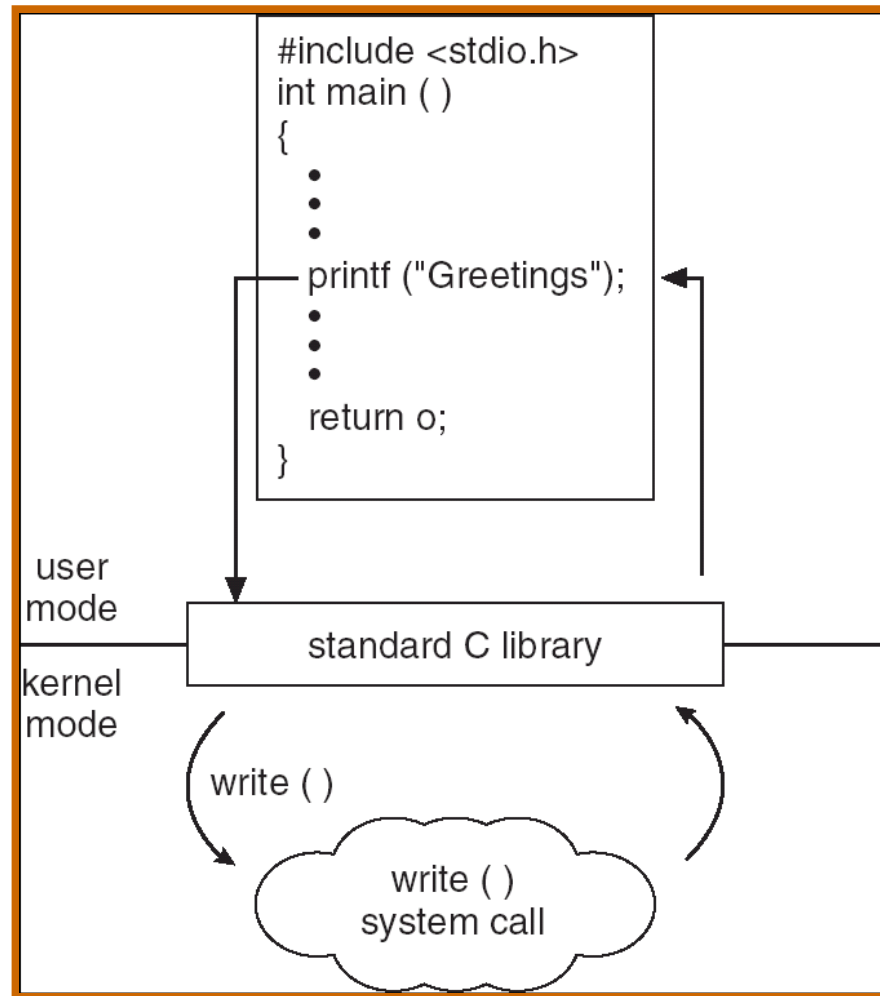 #include <stdio.h>
int main ( )
{
•
•
•
printf ("Greetings");
•
•
•
return o;
}
user
mode
standard C library
kernel
mode
write ( )
write ( )
system call